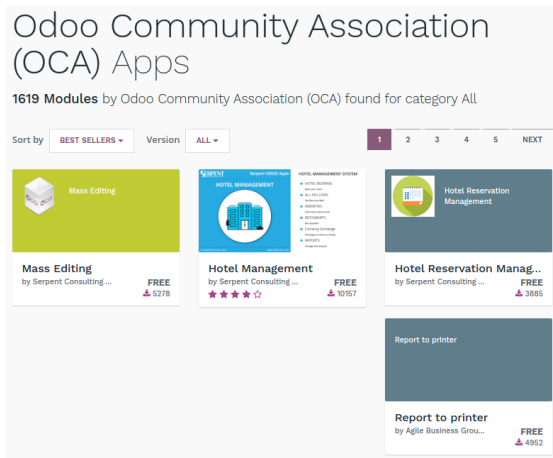 Odoo Community Association
(OCA) Apps
1619 Modules by Odoo Community Association (OCA) found for category All
Sort by BEST SELLERS Version ALL 1 2 3 4 5 NEXT
Mass Editing
Mass Editing
by Serpent Consulting ... FREE
5278
SERPENT Serpent ODOO Apps
HOTEL MANAGEMENT
HOTEL MANAGEMENT SYSTEM
HOTEL BOOKING
ALL INCLUSIVE
AMENITIES
RESTAURANTS
Currency Exchange
REPORTS
Hotel Management
by Serpent Consulting ... FREE
10157
Hotel Reservation
Management
Hotel Reservation Manag...
by Serpent Consulting ... FREE
3885
Report to printer
Report to printer
by Agile Business Grou... FREE
4952